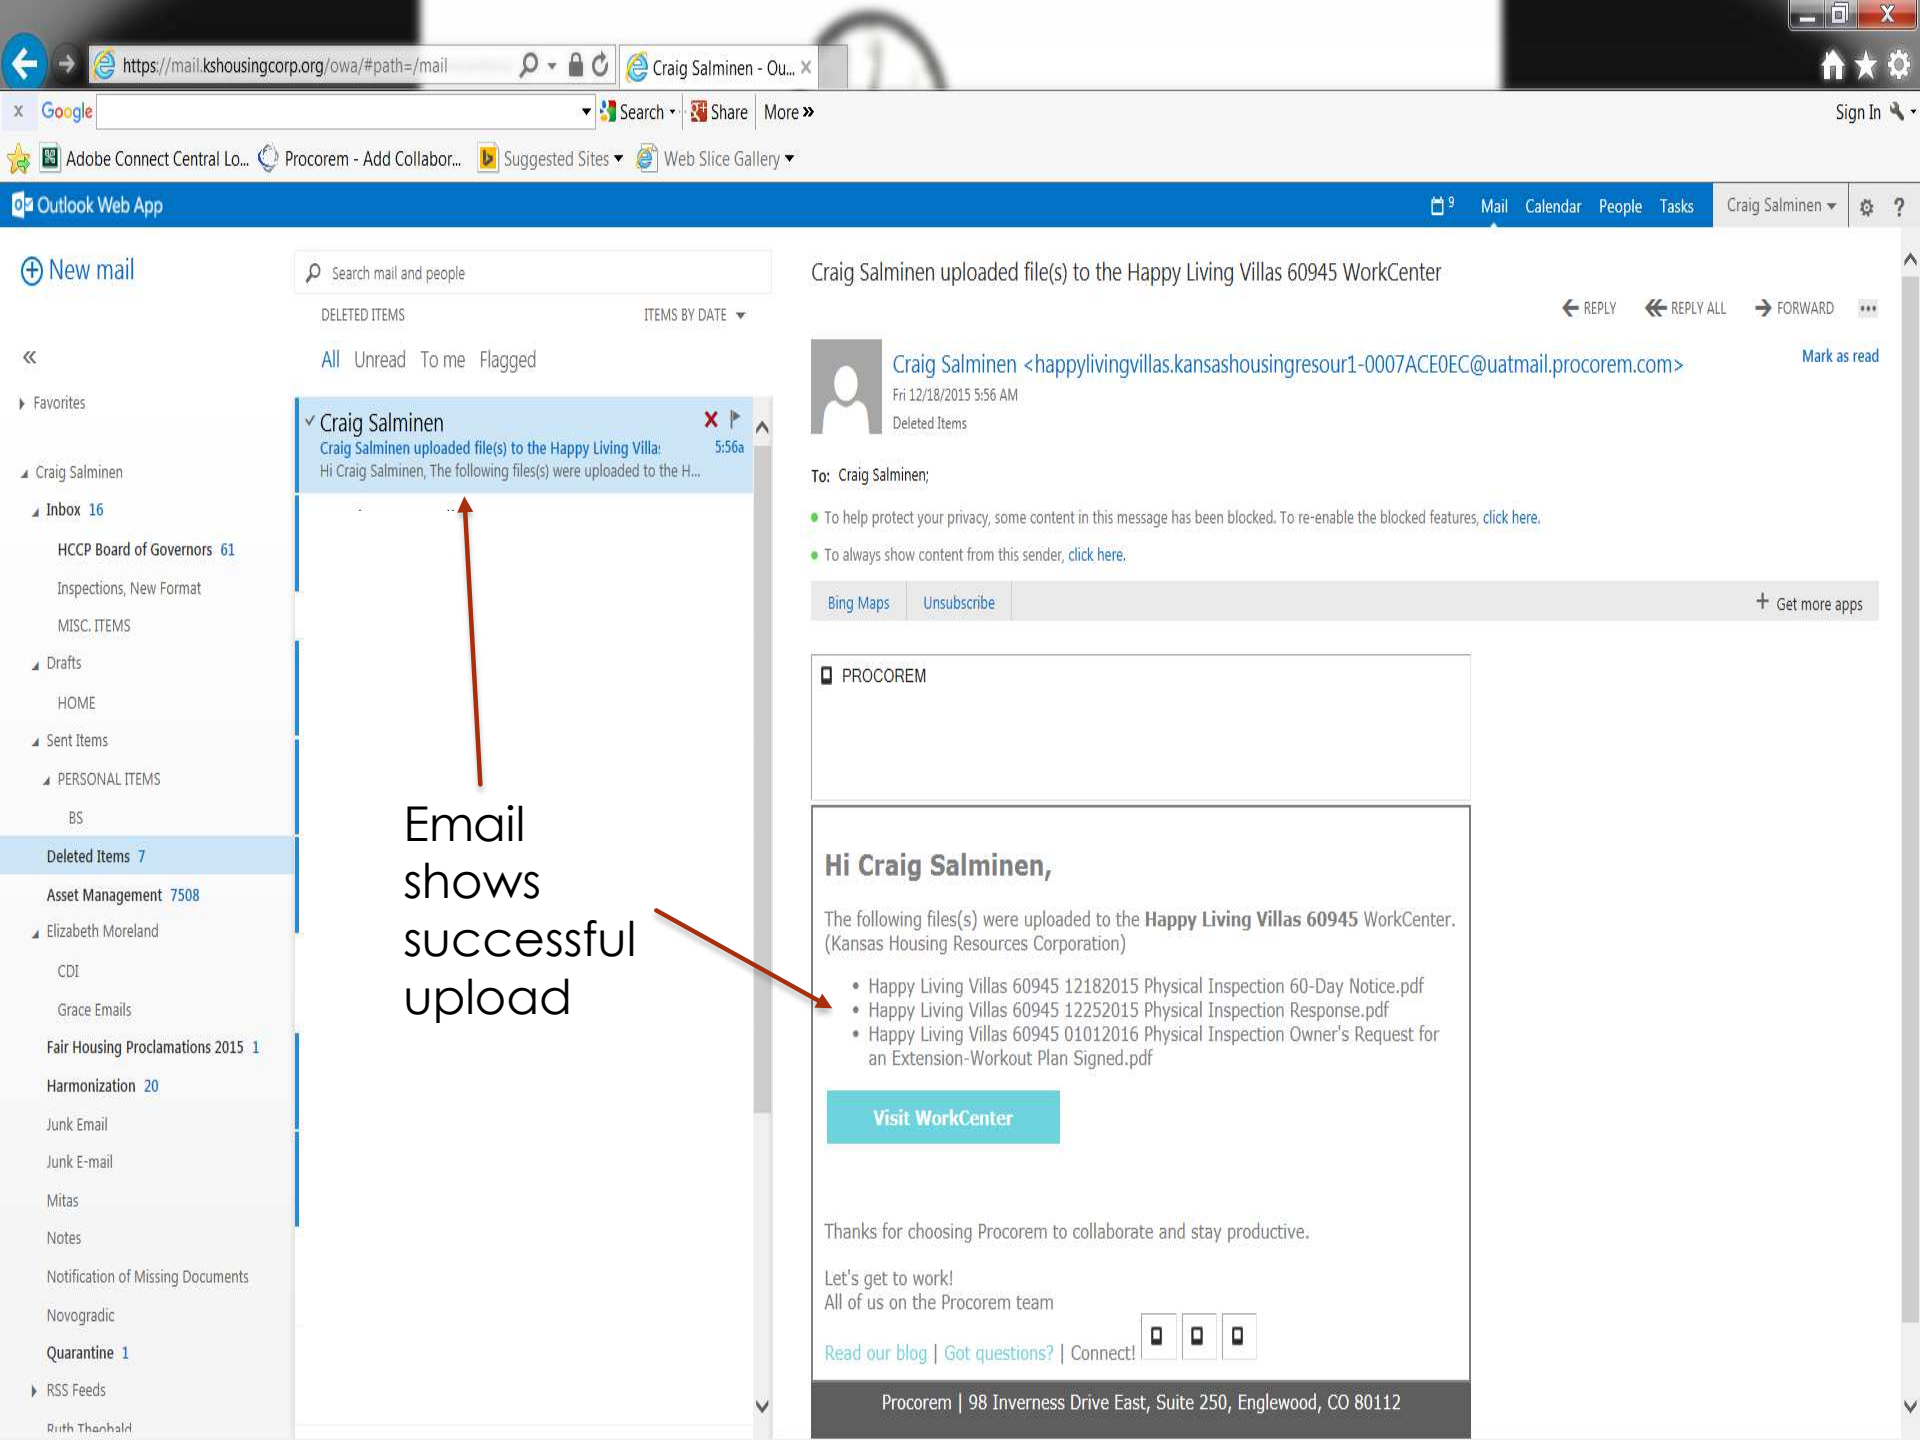 https://mail.kshousingcorp.org/owa/#path=/mail
Craig Salminen - Ou...
x Google
Search
Share
More »
Sign In
Adobe Connect Central Lo...
Procorem - Add Collabor...
Suggested Sites
Web Slice Gallery
Outlook Web App
9
Mail Calendar People Tasks
Craig Salminen
?
New mail
Favorites
Craig Salminen
Inbox 16
HCCP Board of Governors 61
Inspections, New Format
MISC. ITEMS
Drafts
HOME
Sent Items
PERSONAL ITEMS
BS
Deleted Items 7
Asset Management 7508
Elizabeth Moreland
CDI
Grace Emails
Fair Housing Proclamations 2015 1
Harmonization 20
Junk Email
Junk E-mail
Mitas
Notes
Notification of Missing Documents
Novogradic
Quarantine 1
RSS Feeds
Ruth Theobald
Search mail and people
DELETED ITEMS
ITEMS BY DATE
All Unread To me Flagged
Craig Salminen
Craig Salminen uploaded file(s) to the Happy Living Villa:
5:56a
Hi Craig Salminen, The following files(s) were uploaded to the H...
Email
shows
successful
upload
Craig Salminen uploaded file(s) to the Happy Living Villas 60945 WorkCenter
REPLY
REPLY ALL
FORWARD
...
Craig Salminen <happylivingvillas.kansashousingresour1-0007ACE0EC@uatmail.procorem.com>
Mark as read
Fri 12/18/2015 5:56 AM
Deleted Items
To: Craig Salminen;
To help protect your privacy, some content in this message has been blocked. To re-enable the blocked features, click here.
To always show content from this sender, click here.
Bing Maps
Unsubscribe
+ Get more apps
PROCOREM
Hi Craig Salminen,
The following files(s) were uploaded to the Happy Living Villas 60945 WorkCenter.
(Kansas Housing Resources Corporation)
• Happy Living Villas 60945 12182015 Physical Inspection 60-Day Notice.pdf
• Happy Living Villas 60945 12252015 Physical Inspection Response.pdf
• Happy Living Villas 60945 01012016 Physical Inspection Owner's Request for
an Extension-Workout Plan Signed.pdf
Visit WorkCenter
Thanks for choosing Procorem to collaborate and stay productive.
Let's get to work!
All of us on the Procorem team
Read our blog | Got questions? | Connect!
Procorem | 98 Inverness Drive East, Suite 250, Englewood, CO 80112